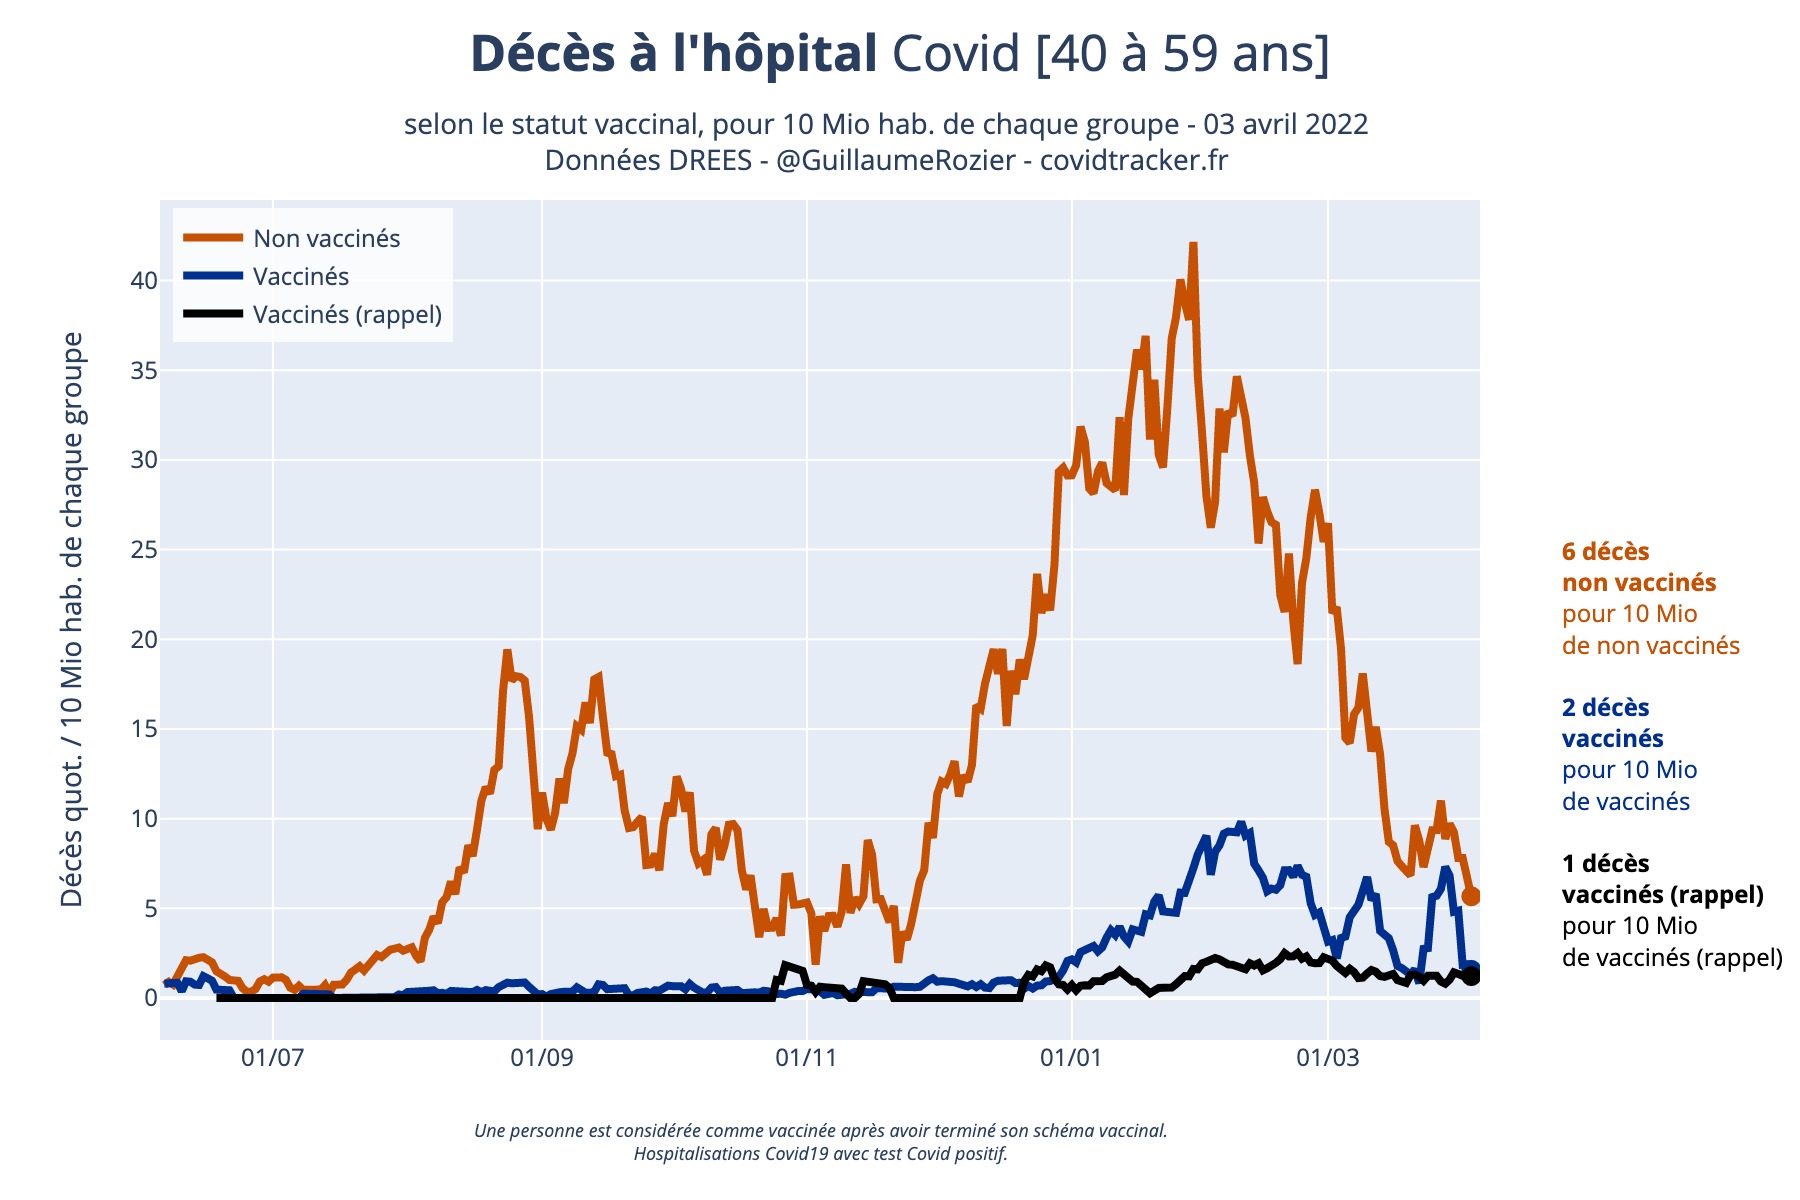 Décès à l'hôpital Covid [40 à 59 ans]
selon le statut vaccinal, pour 10 Mio hab. de chaque groupe - 03 avril 2022
Données DREES - @GuillaumeRozier - covidtracker.fr
Non vaccinés
Vaccinés
Vaccinés (rappel)
Décès quot. / 10 Mio hab. de chaque groupe
40
35
30
25
20
15
10
5
0
01/07
01/09
01/11
01/01
01/03
6 décès
non vaccinés
pour 10 Mio
de non vaccinés
2 décès
vaccinés
pour 10 Mio
de vaccinés
1 décès
vaccinés (rappel)
pour 10 Mio
de vaccinés (rappel)
Une personne est considérée comme vaccinée après avoir terminé son schéma vaccinal.
Hospitalisations Covid19 avec test Covid positif.